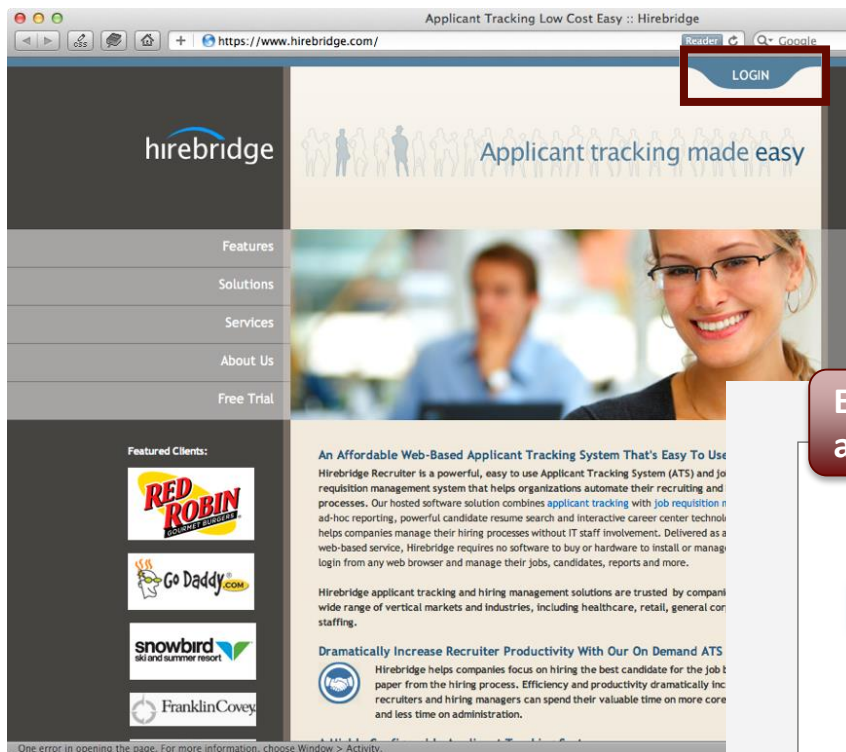 Applicant Tracking Low Cost Easy :: Hirebridge
css
https://www.hirebridge.com/
Reader
Google
LOGIN
hirebridge
Applicant tracking made easy
Features
Solutions
Services
About Us
Free Trial
Featured Clients:
RED
ROBIN
GOURMET BURGERS
Go Daddy.COM
snowbird
ski and summer resort
FranklinCovey
An Affordable Web-Based Applicant Tracking System That's Easy To Use
Hirebridge Recruiter is a powerful, easy to use Applicant Tracking System (ATS) and
requisition management system that helps organizations automate their recruiting and
processes. Our hosted software solution combines applicant tracking with job requisition
ad-hoc reporting, powerful candidate resume search and interactive career center
helps companies manage their hiring processes without IT staff involvement. Delivered as a
web-based service, Hirebridge requires no software to buy or hardware to install or
login from any web browser and manage their jobs, candidates, reports and more.
Hirebridge applicant tracking and hiring management solutions are trusted by
wide range of vertical markets and industries, including healthcare, retail, general
staffing.
Dramatically Increase Recruiter Productivity With Our On Demand ATS
Hirebridge helps companies focus on hiring the best candidate for the job
paper from the hiring process. Efficiency and productivity dramatically
recruiters and hiring managers can spend their valuable time on more core
and less time on administration.
One error in opening the page. For more information, choose Window > Activity.